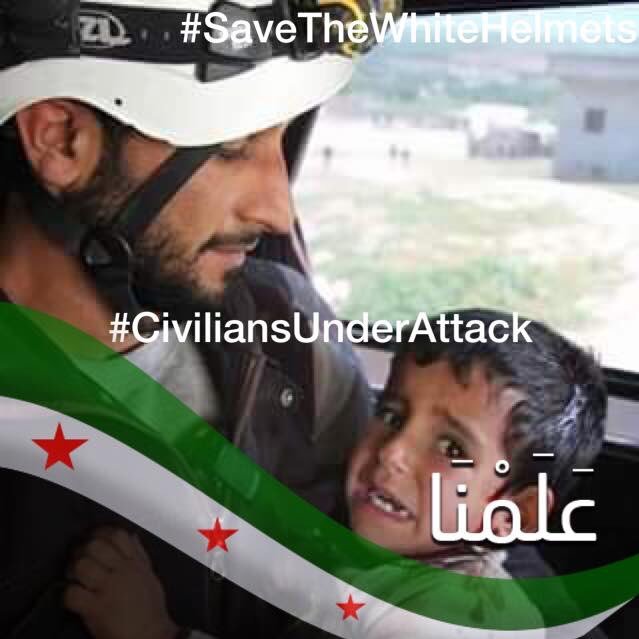 #SaveTheWhiteHelmets
#CiviliansUnderAttack
عَلَمْنَا